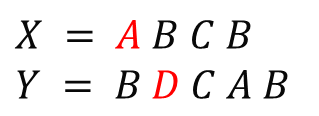 X = A B C B
Y = B D C A B